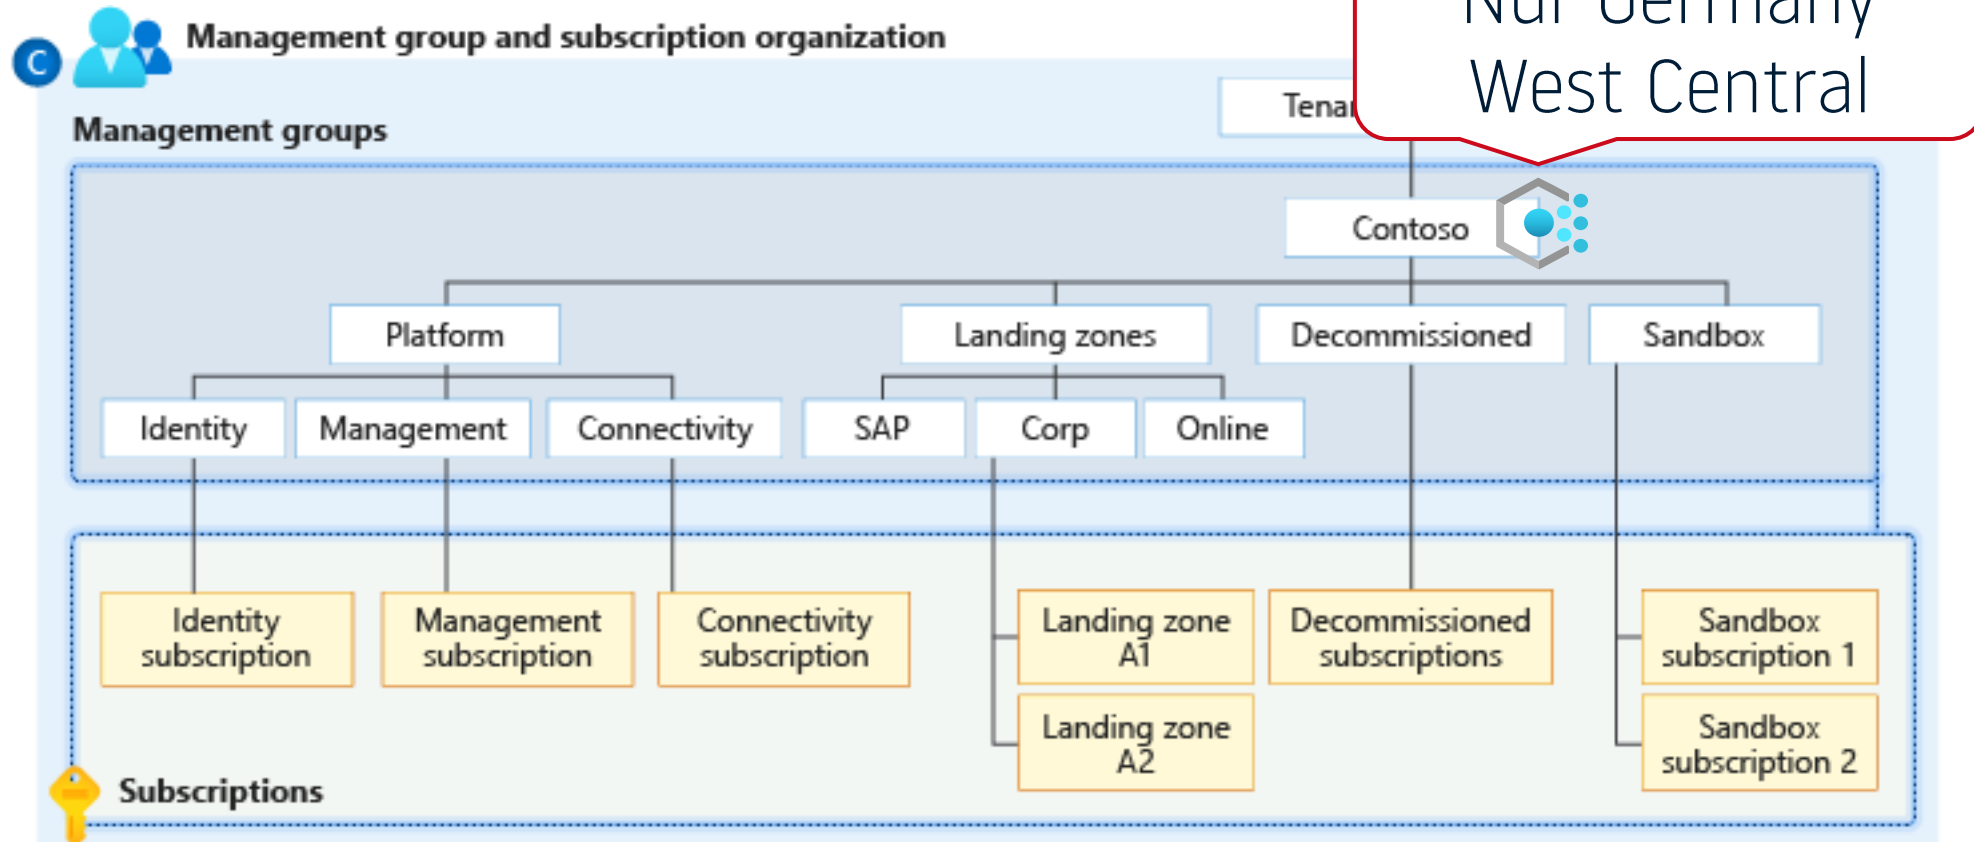 Nur Germany
West Central
C
Management group and subscription organization
Management groups
Contoso
Platform
Landing zones
Decommissioned
Sandbox
Identity
Management
Connectivity
SAP
Corp
Online
Identity
subscription
Management
subscription
Connectivity
subscription
Landing zone
A1
Decommissioned
subscriptions
Sandbox
subscription 1
Landing zone
A2
Sandbox
subscription 2
Subscriptions